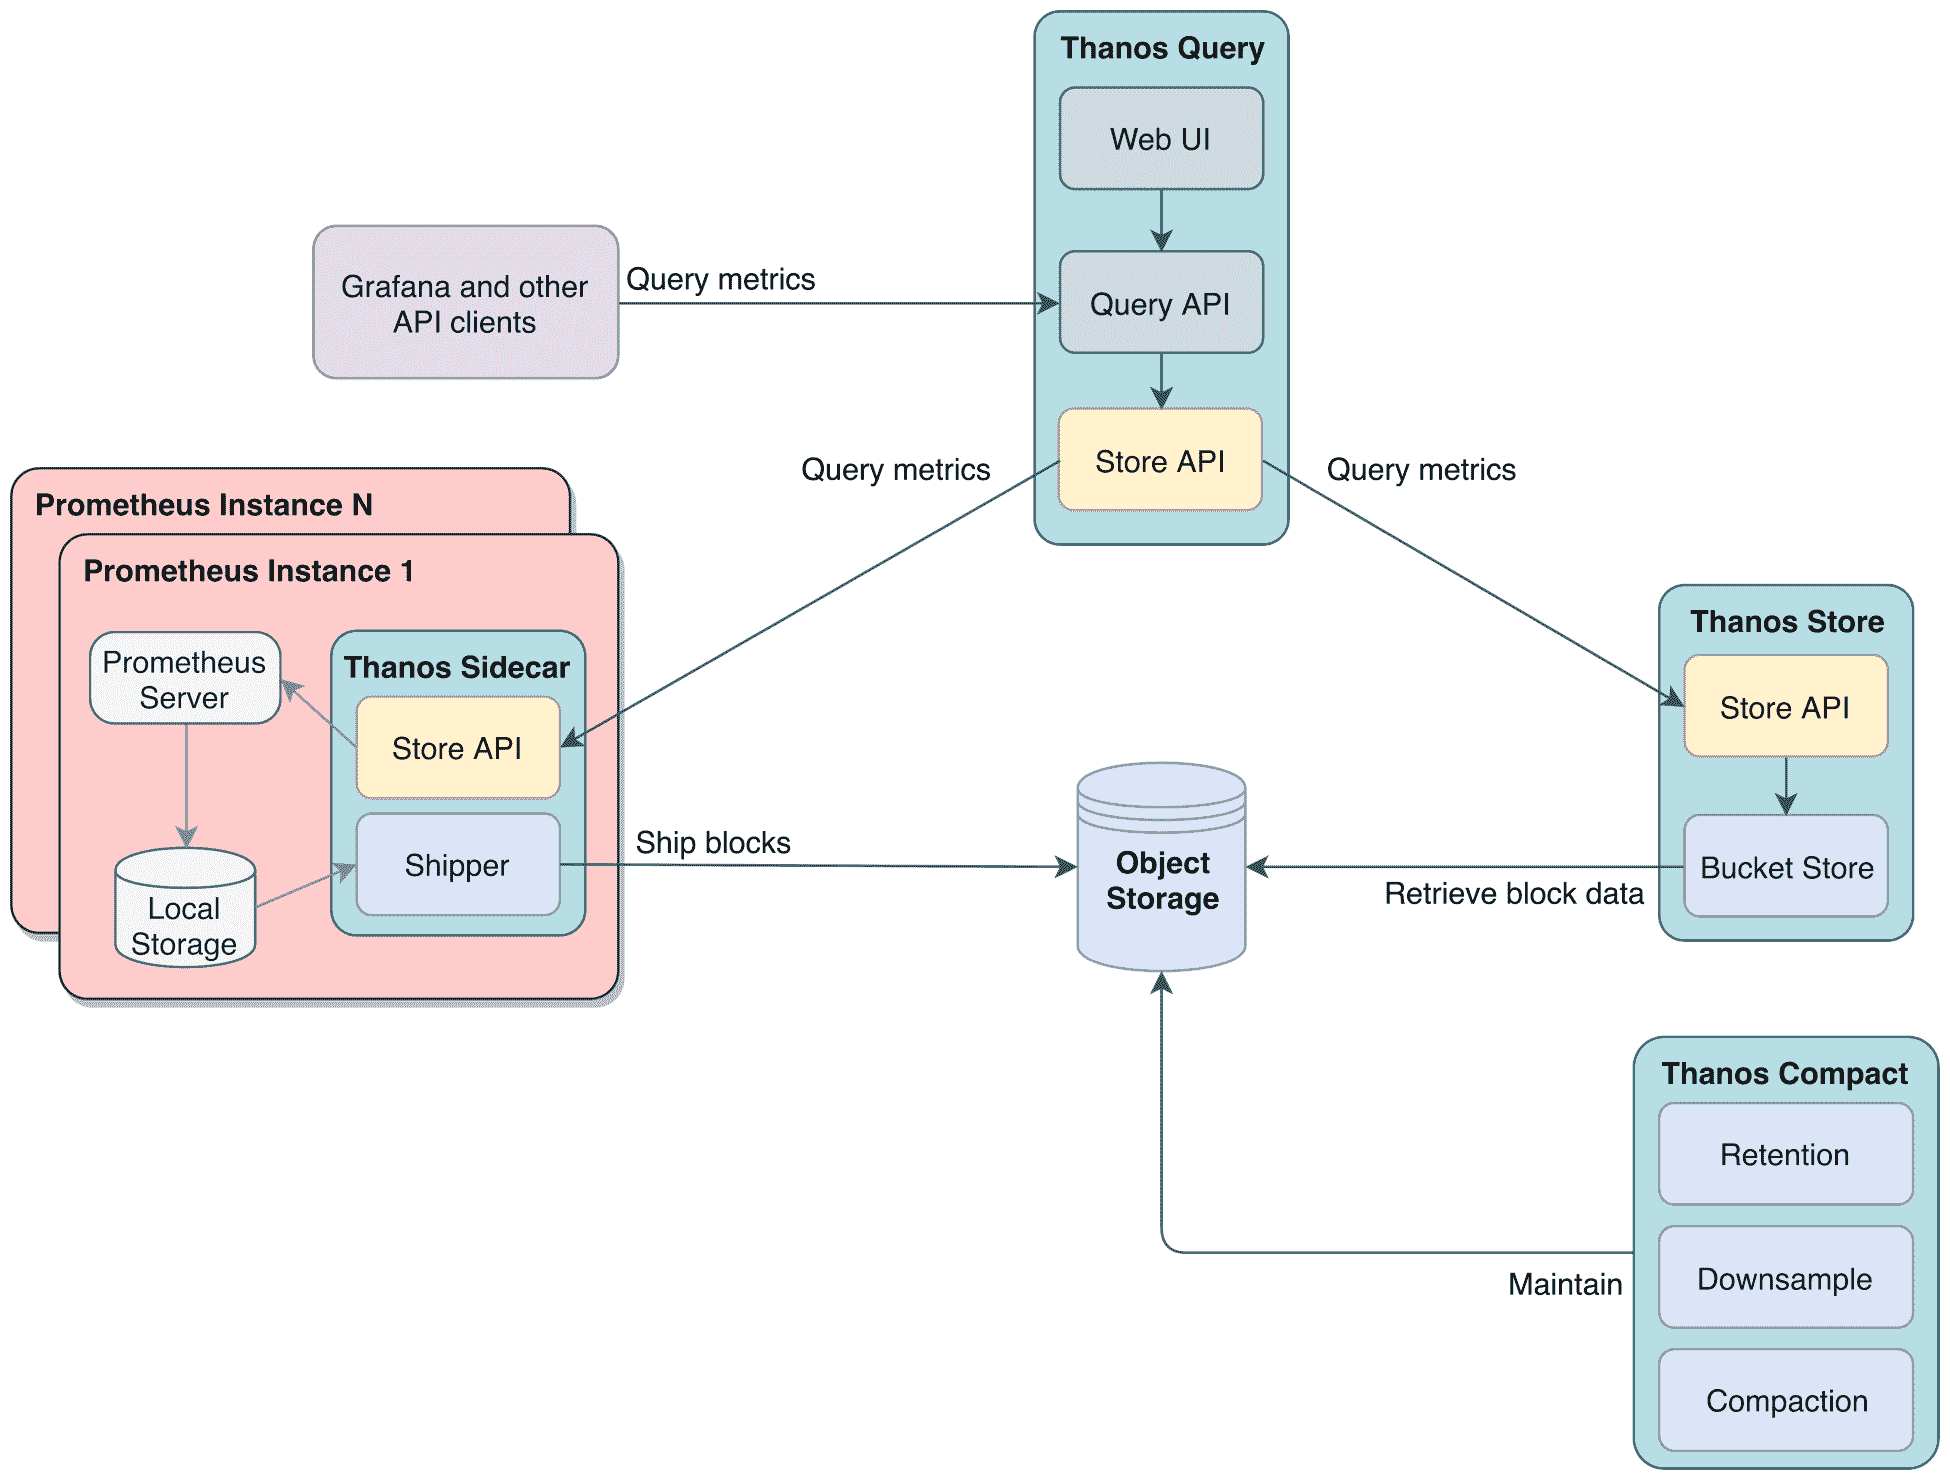 Thanos Query
Web UI
Query API
Store API
Grafana and other
API clients
Query metrics
Query metrics
Query metrics
Prometheus Instance N
Prometheus Instance 1
Prometheus
Server
Local
Storage
Thanos Sidecar
Store API
Shipper
Ship blocks
Object
Storage
Thanos Store
Store API
Bucket Store
Retrieve block data
Thanos Compact
Retention
Downsample
Compaction
Maintain